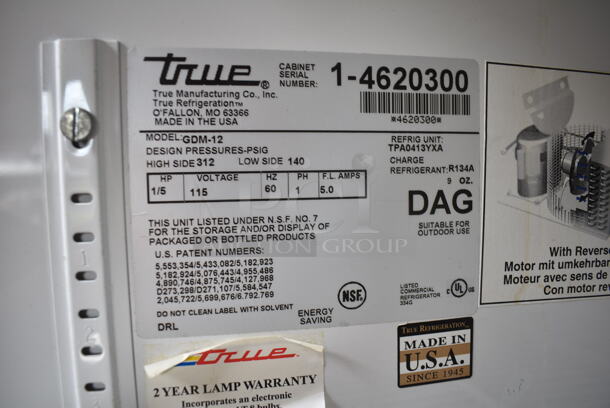 true®
True Manufacturing Co., Inc.
True Refrigeration™
O'FALLON, MO 63366
MADE IN THE USA
CABINET
SERIAL
NUMBER:
1-4620300
*4620300*
MODEL: GDM-12
DESIGN PRESSURES-PSIG
HIGH SIDE 312 LOW SIDE 140
REFRIG UNIT:
TPA0413YXA
CHARGE
REFRIGERANT: R134A
9 OZ.
HP VOLTAGE HZ PH F.L. AMPS
1/5 115 60 1 5.0
DAG
SUITABLE FOR
OUTDOOR USE
THIS UNIT LISTED UNDER N.S.F. NO. 7
FOR THE STORAGE AND/OR DISPLAY OF
PACKAGED OR BOTTLED PRODUCTS
U.S. PATENT NUMBERS:
5,553,354/5,433,082/5,182,923
5,182,924/5,076,443/4,955,486
4,890,746/4,875,745/4,127,968
D273,298/D271,107/5,584,547
2,045,722/5,699,676/6.792.769
DO NOT CLEAN LABEL WITH SOLVENT
DRL
ENERGY
SAVING
NSF®
LISTED
COMMERCIAL
REFRIGERATOR
334G
C UL US
GROUP
With Revers
Motor mit umkehrbar
Moteur avec sens de
Con motor rev
TRUE REFRIGERATION
MADE IN
U.S.A.
SINCE 1945
true
2 YEAR LAMP WARRANTY
Incorporates an electronic